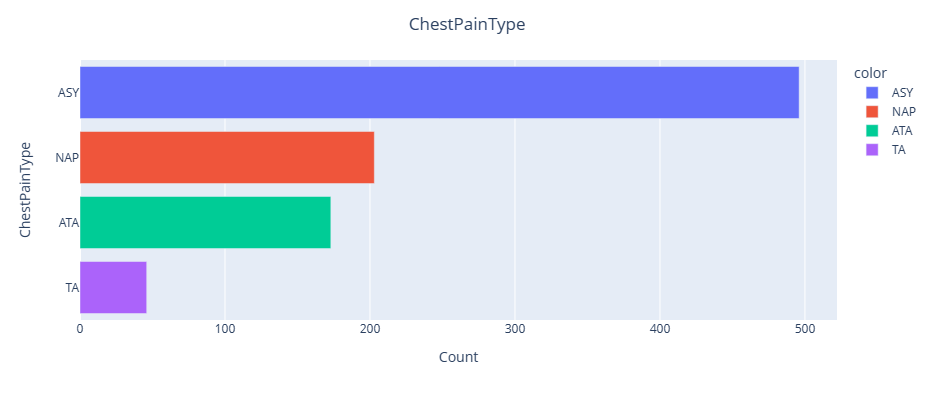 ChestPainType
ChestPainType
ASY
NAP
ATA
TA
0 100 200 300 400 500
Count
color
ASY
NAP
ATA
TA